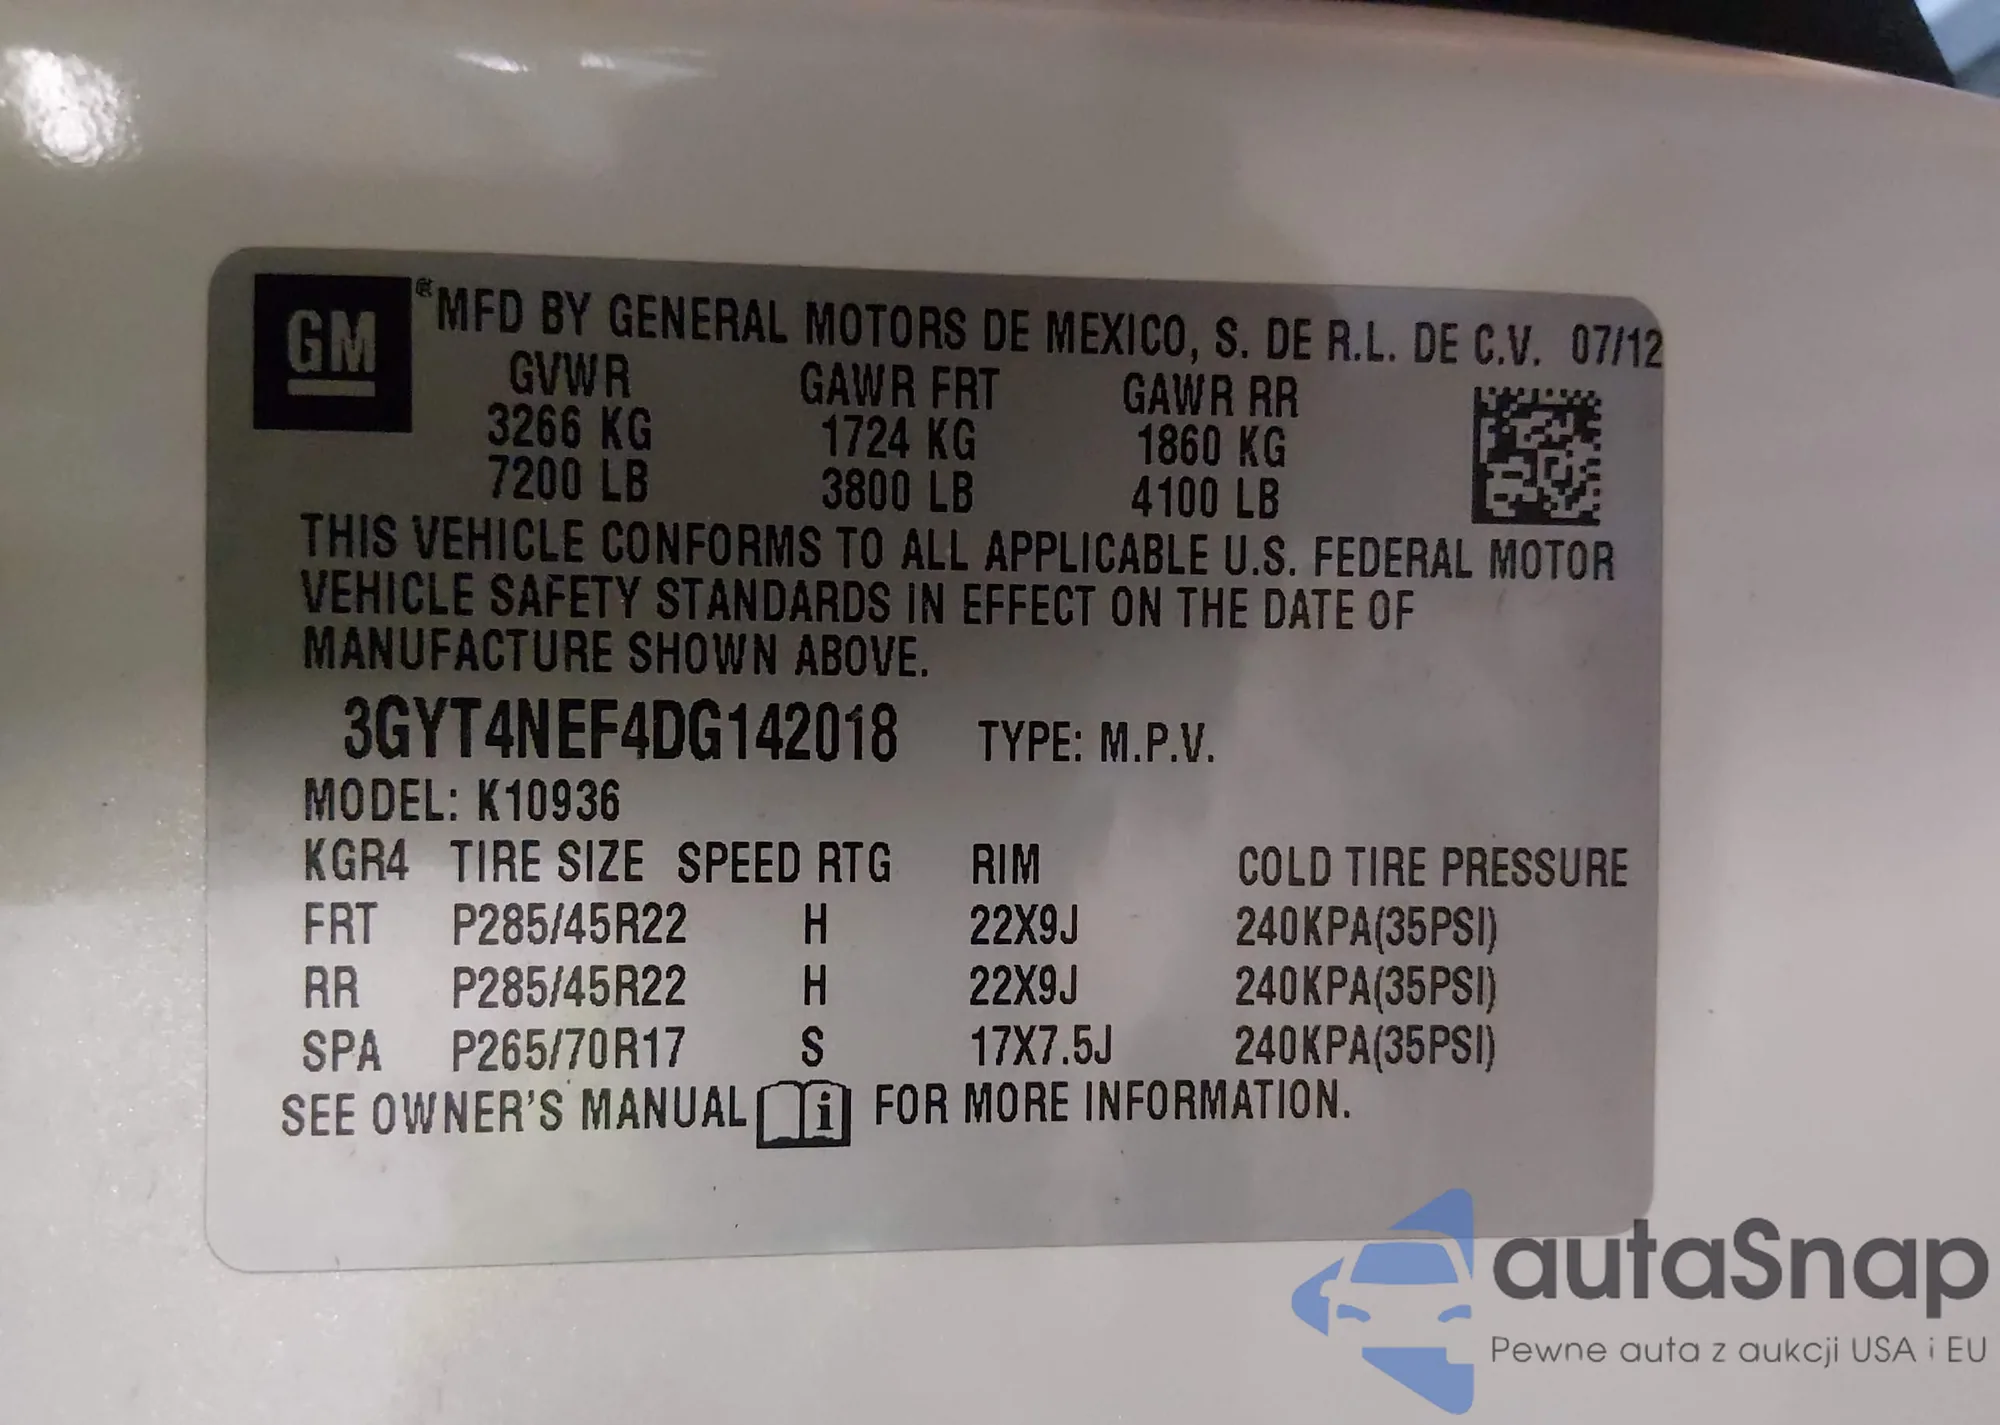 GM ® MFD BY GENERAL MOTORS DE MEXICO, S. DE R.L. DE C.V. 07/12
GVWR GAWR FRT GAWR RR
3266 KG 1724 KG 1860 KG
7200 LB 3800 LB 4100 LB
THIS VEHICLE CONFORMS TO ALL APPLICABLE U.S. FEDERAL MOTOR
VEHICLE SAFETY STANDARDS IN EFFECT ON THE DATE OF
MANUFACTURE SHOWN ABOVE.
3GYT4NEF4DG142018 TYPE: M.P.V.
MODEL: K10936
KGR4 TIRE SIZE SPEED RTG RIM COLD TIRE PRESSURE
FRT P285/45R22 H 22X9J 240KPA(35PSI)
RR P285/45R22 H 22X9J 240KPA(35PSI)
SPA P265/70R17 S 17X7.5J 240KPA(35PSI)
SEE OWNER'S MANUAL i FOR MORE INFORMATION.
autaSnap
Pewne auta z aukcji USA i EU